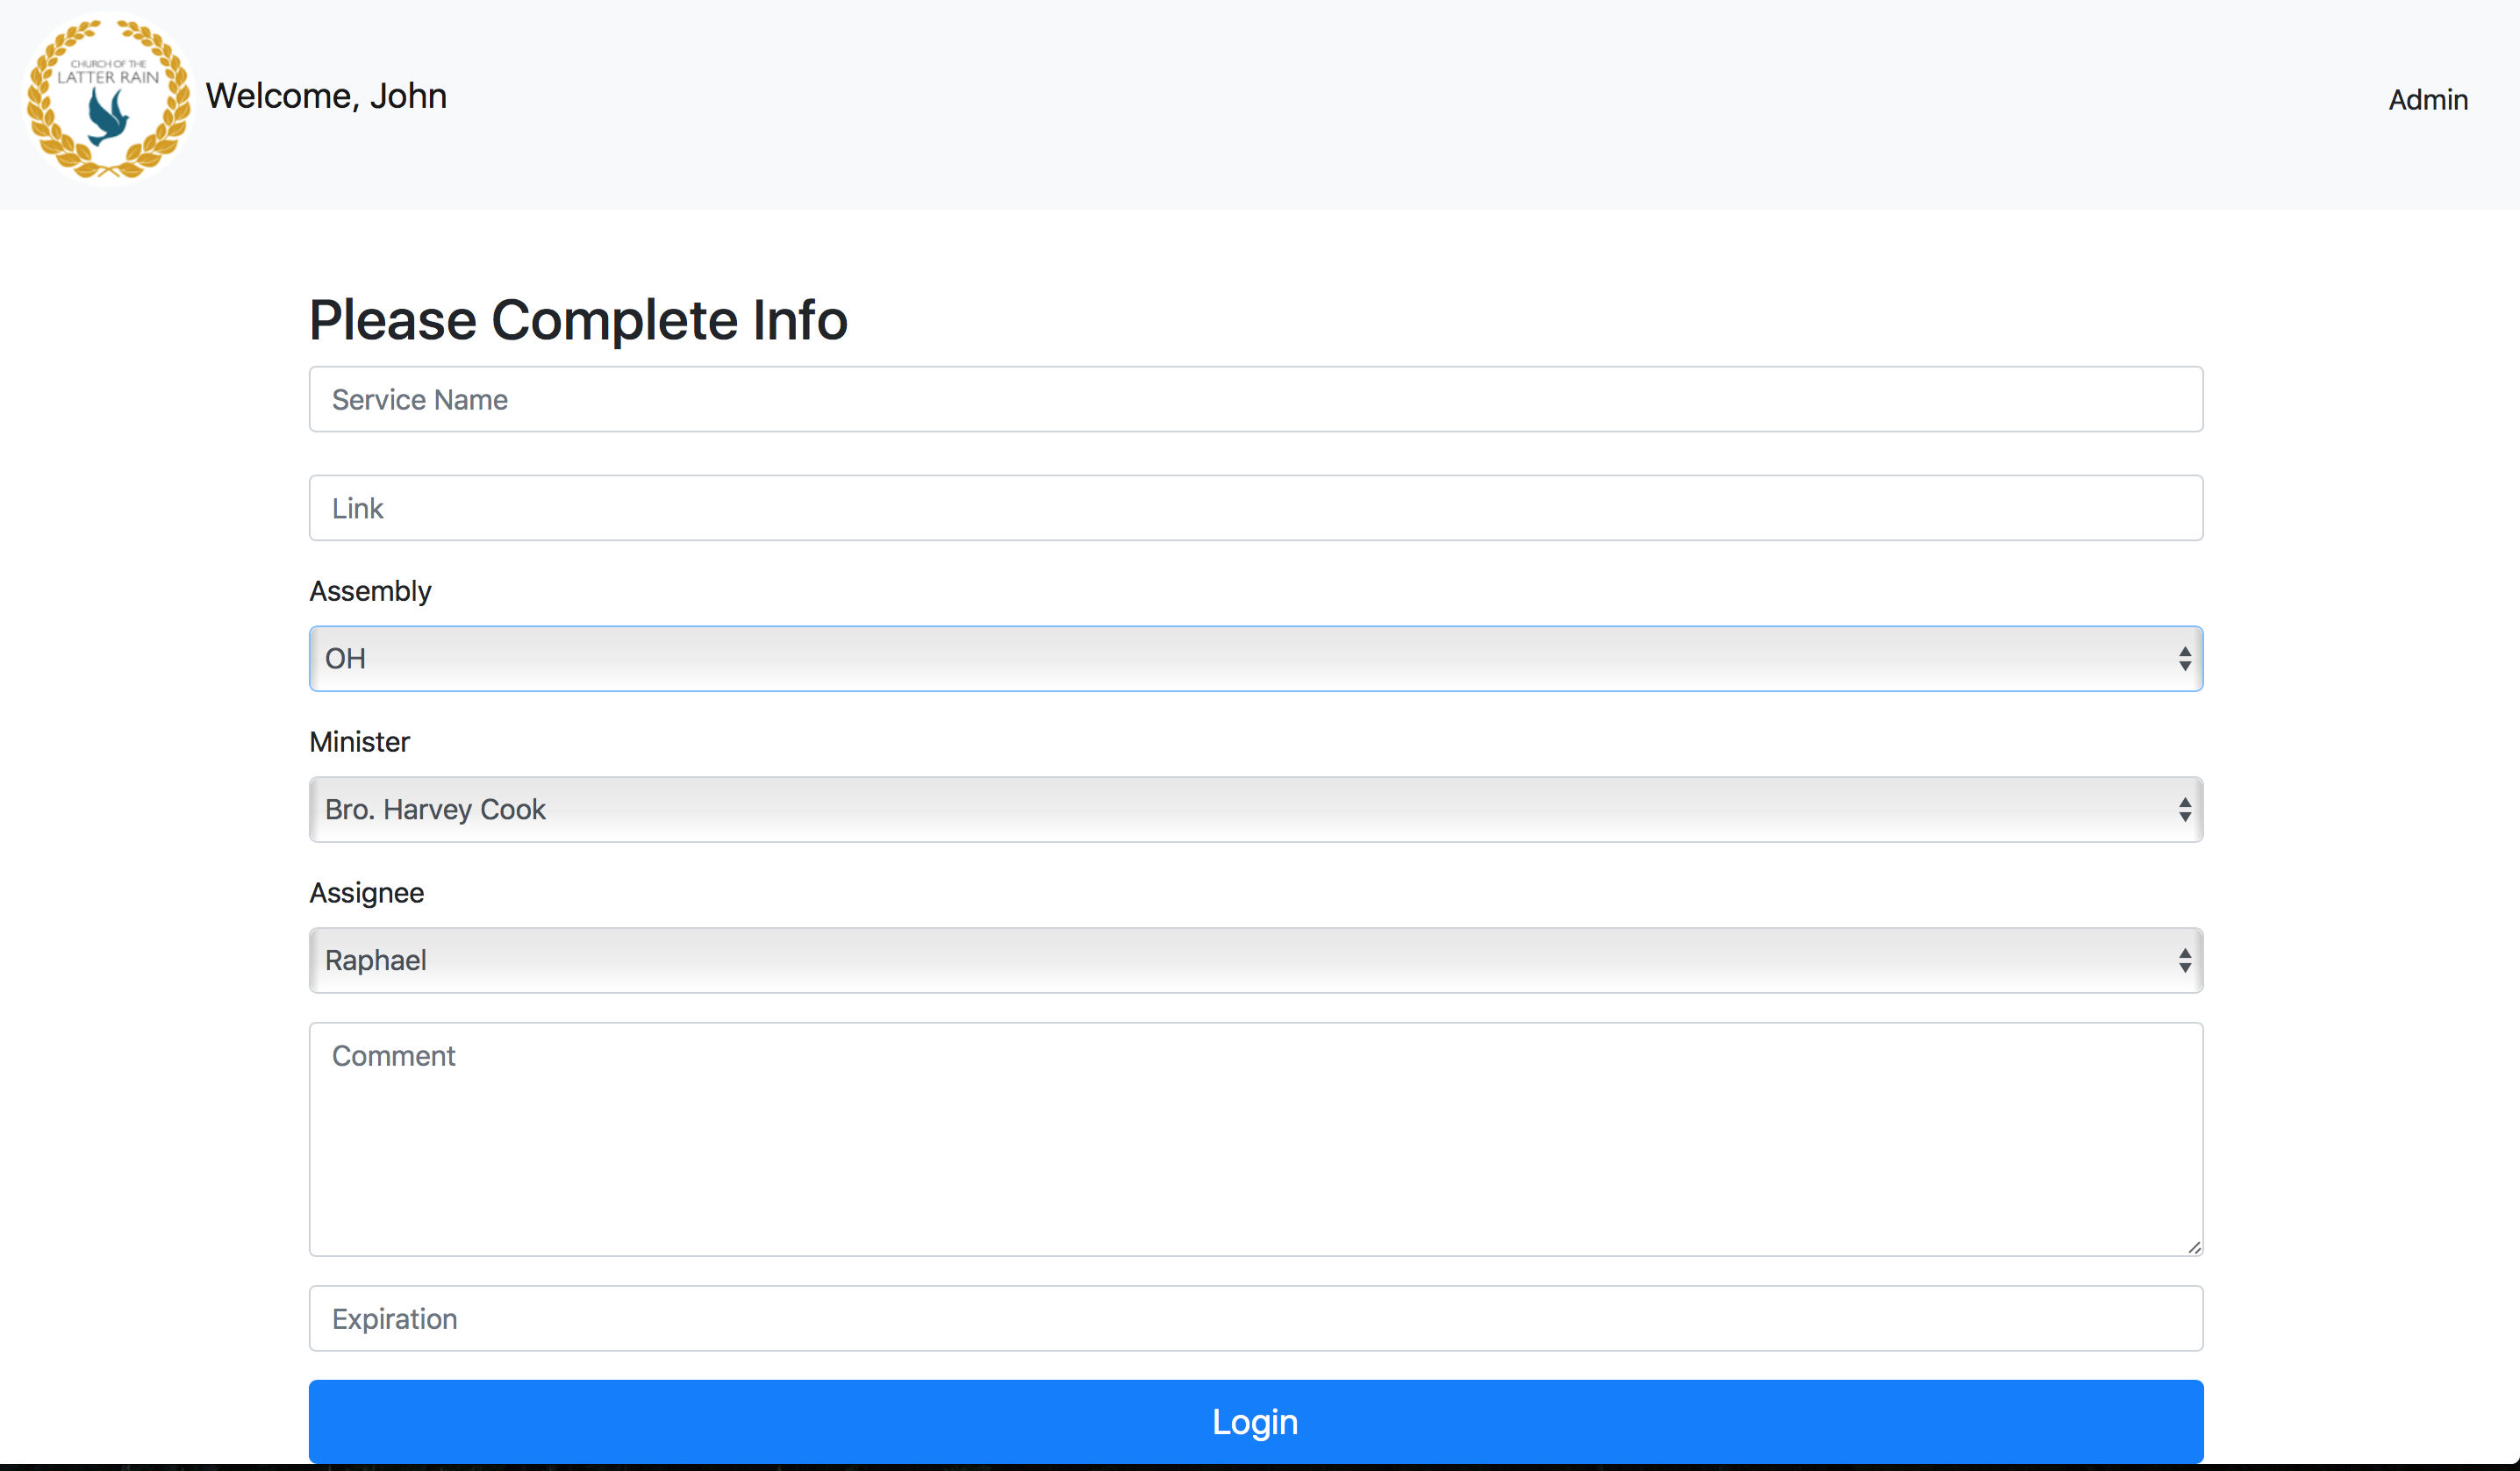 CHURCH OF THE
LATTER RAIN
Welcome, John
Admin
Please Complete Info
Service Name
Link
Assembly
OH
Minister
Bro. Harvey Cook
Assignee
Raphael
Comment
Expiration
Login